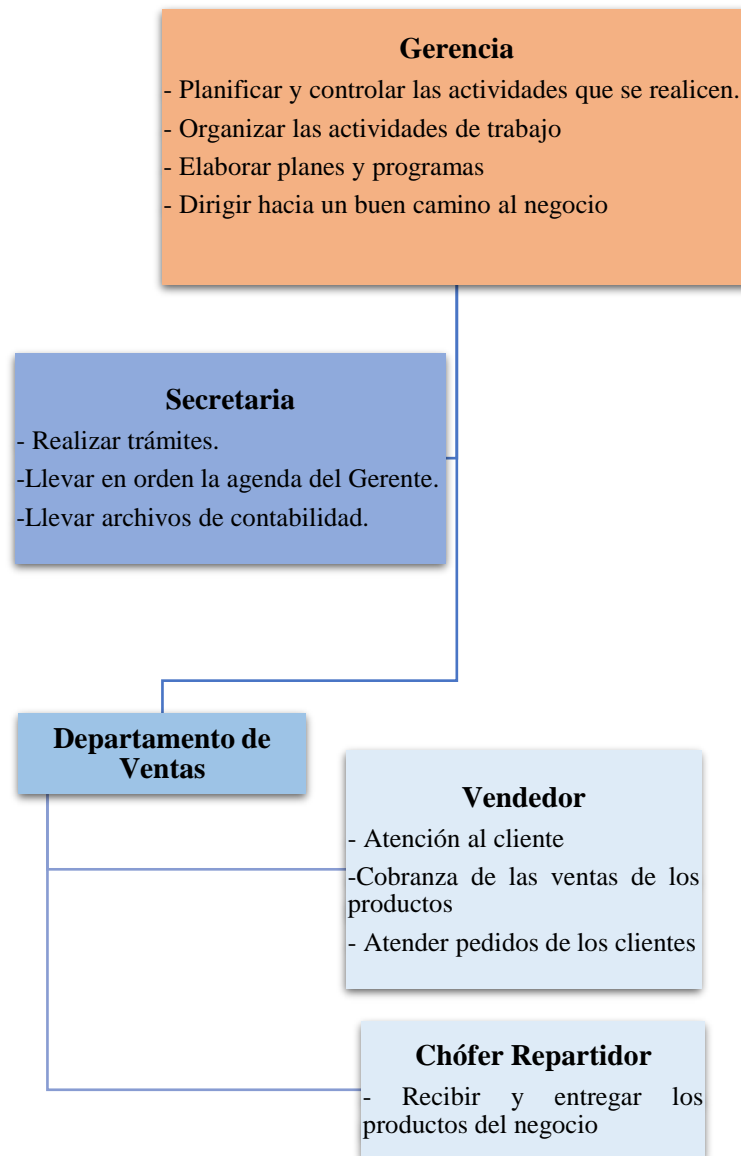 Gerencia
- Planificar y controlar las actividades que se realicen.
- Organizar las actividades de trabajo
- Elaborar planes y programas
- Dirigir hacia un buen camino al negocio
Secretaria
- Realizar trámites.
-Llevar en orden la agenda del Gerente.
-Llevar archivos de contabilidad.
Departamento de
Ventas
Vendedor
- Atención al cliente
-Cobranza de las ventas de los
productos
- Atender pedidos de los clientes
Chófer Repartidor
- Recibir y entregar los
productos del negocio